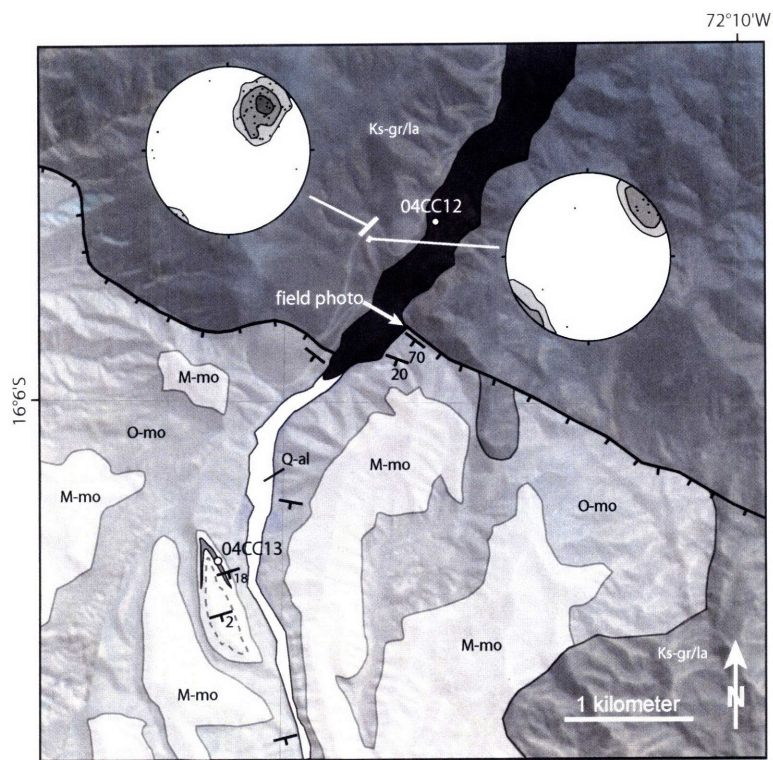 72°10'W
Ks-gr/la
04CC12
field photo
70
20
M-mo
16°6'S
O-mo
M-mo
Q-al
M-mo
O-mo
04CC13
18
2
M-mo
M-mo
Ks-gr/la
1 kilometer
N